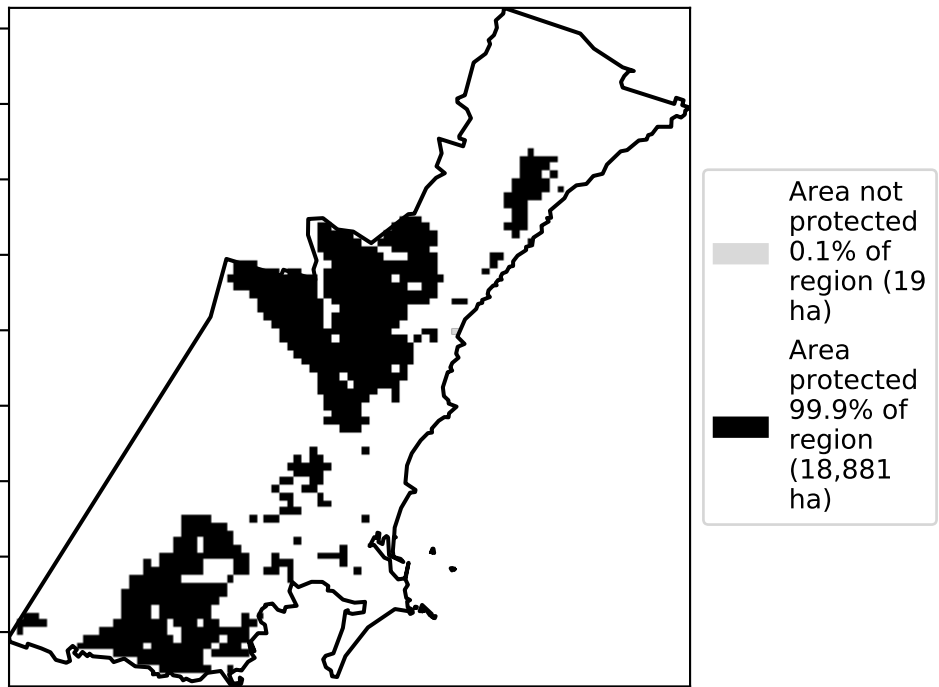 Area not
protected
0.1% of
region (19
ha)
Area
protected
99.9% of
region
(18,881
ha)